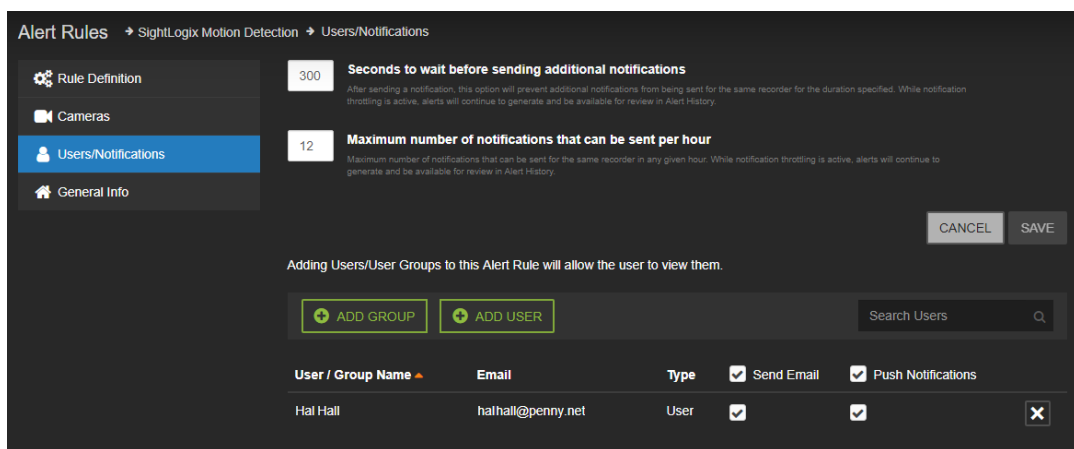 Alert Rules → SightLogix Motion Detection → Users/Notifications
Rule Definition
Cameras
Users/Notifications
General Info
300
Seconds to wait before sending additional notifications
After sending a notification, this option will prevent additional notifications from being sent for the same recorder for the duration specified. While notification
throttling is active, alerts will continue to generate and be available for review in Alert History.
12
Maximum number of notifications that can be sent per hour
Maximum number of notifications that can be sent for the same recorder in any given hour. While notification throttling is active, alerts will continue to
generate and be available for review in Alert History.
CANCEL SAVE
Adding Users/User Groups to this Alert Rule will allow the user to view them.
ADD GROUP ADD USER Search Users
User / Group Name Email Type Send Email Push Notifications
Hal Hall halhall@penny.net User